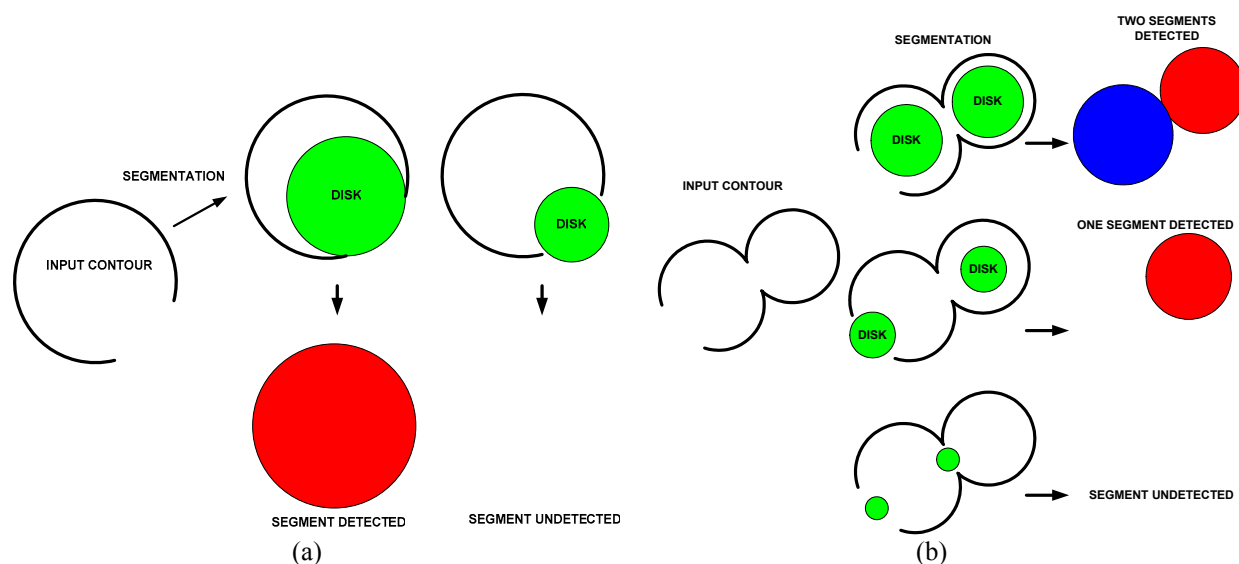 SEGMENTATION
INPUT CONTOUR
DISK
DISK
SEGMENT DETECTED
SEGMENT UNDETECTED
(a)
SEGMENTATION
TWO SEGMENTS
DETECTED
DISK
DISK
INPUT CONTOUR
ONE SEGMENT DETECTED
DISK
DISK
SEGMENT UNDETECTED
(b)